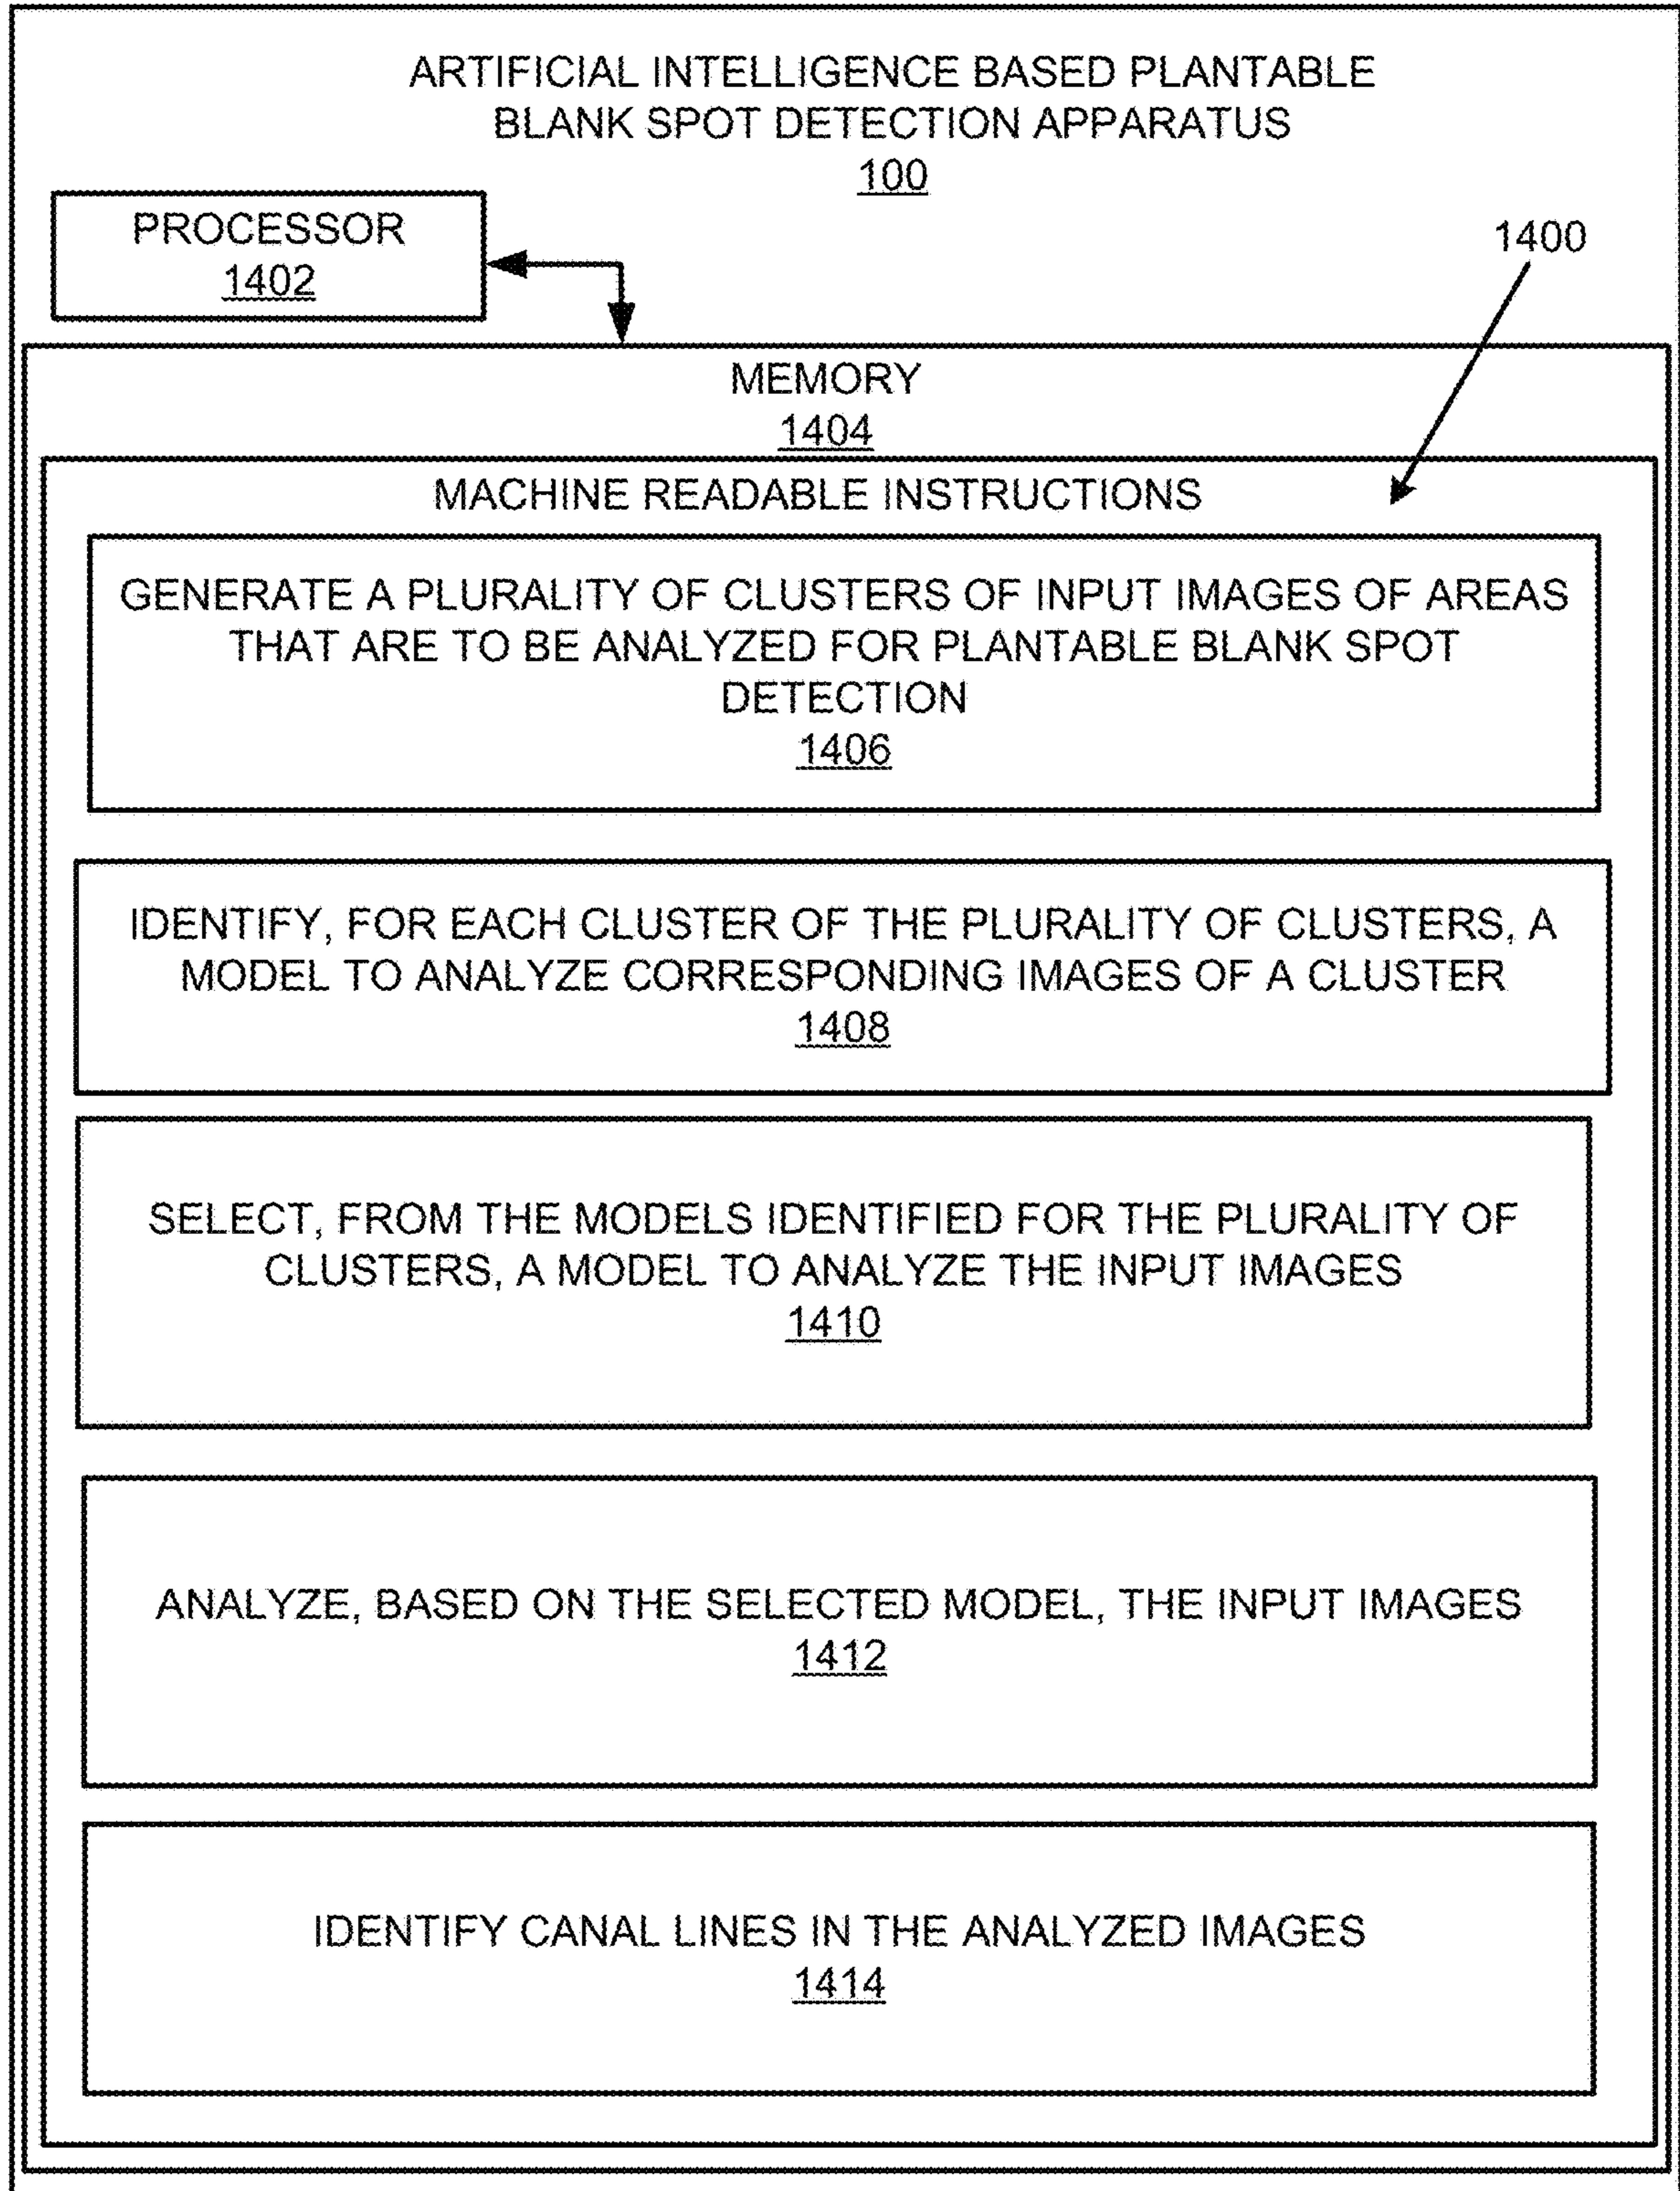 ARTIFICIAL INTELLIGENCE BASED PLANTABLE
BLANK SPOT DETECTION APPARATUS
100
PROCESSOR
1402
1400
MEMORY
1404
MACHINE READABLE INSTRUCTIONS
GENERATE A PLURALITY OF CLUSTERS OF INPUT IMAGES OF AREAS
THAT ARE TO BE ANALYZED FOR PLANTABLE BLANK SPOT
DETECTION
1406
IDENTIFY, FOR EACH CLUSTER OF THE PLURALITY OF CLUSTERS, A
MODEL TO ANALYZE CORRESPONDING IMAGES OF A CLUSTER
1408
SELECT, FROM THE MODELS IDENTIFIED FOR THE PLURALITY OF
CLUSTERS, A MODEL TO ANALYZE THE INPUT IMAGES
1410
ANALYZE, BASED ON THE SELECTED MODEL, THE INPUT IMAGES
1412
IDENTIFY CANAL LINES IN THE ANALYZED IMAGES
1414